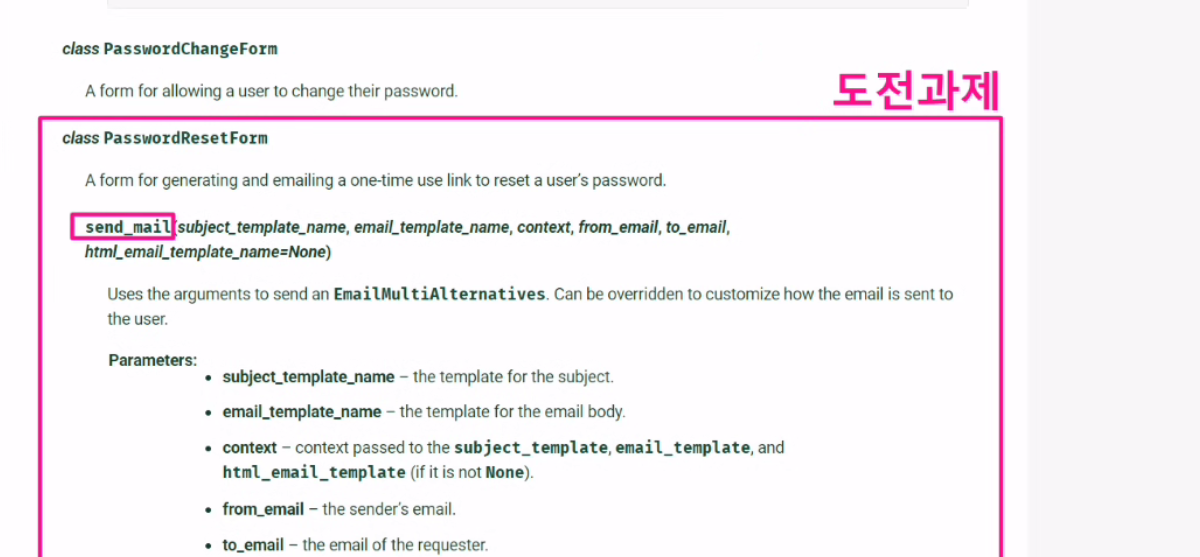 class PasswordChangeForm
A form for allowing a user to change their password.
도전과제
class PasswordResetForm
A form for generating and emailing a one-time use link to reset a user’s password.
send_mail(subject_template_name, email_template_name, context, from_email, to_email,
html_email_template_name=None)
Uses the arguments to send an EmailMultiAlternatives. Can be overridden to customize how the email is sent to
the user.
Parameters:
• subject_template_name – the template for the subject.
• email_template_name – the template for the email body.
• context – context passed to the subject_template, email_template, and
html_email_template (if it is not None).
• from_email – the sender’s email.
• to_email – the email of the requester.